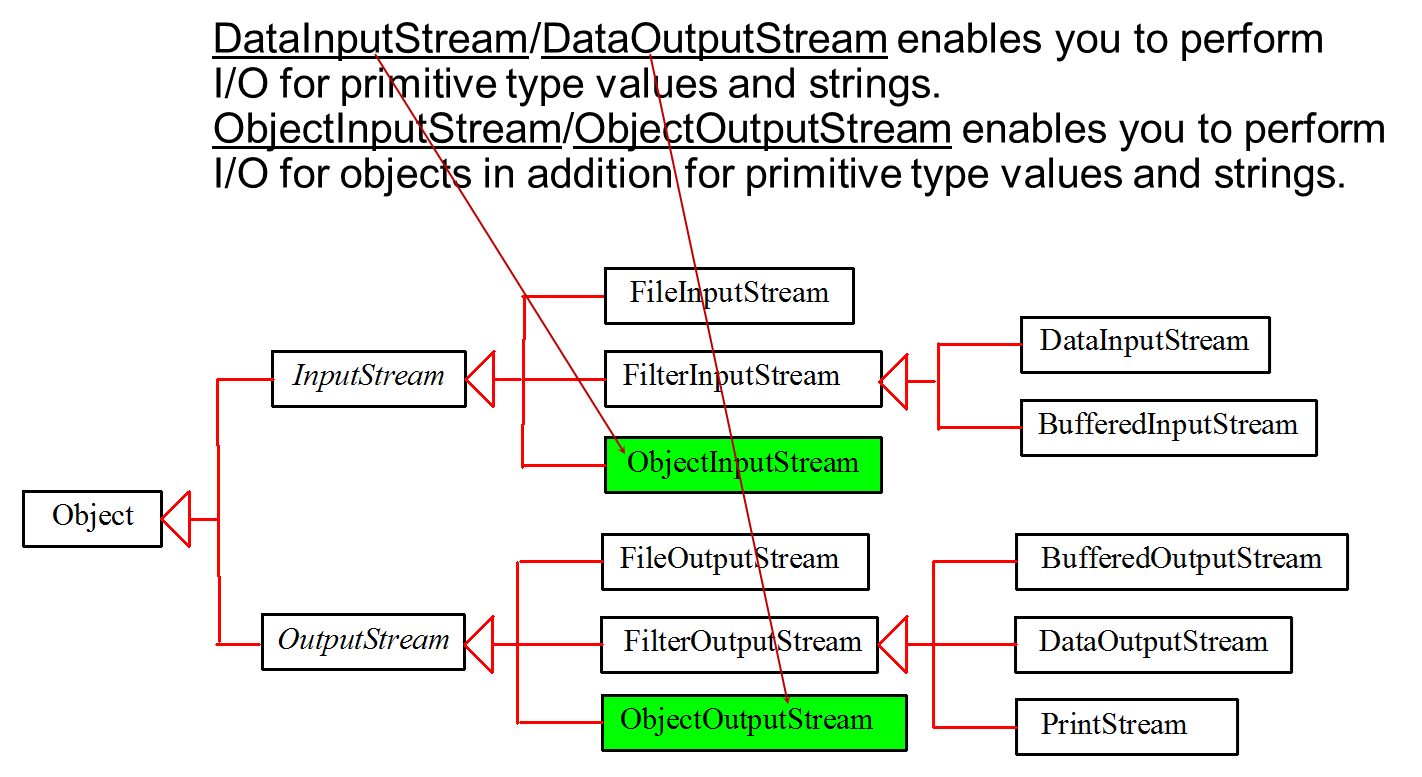 DataInputStream/DataOutputStream enables you to perform
I/O for primitive type values and strings.
ObjectInputStream/ObjectOutputStream enables you to perform
I/O for objects in addition for primitive type values and strings.
FileInputStream
DataInputStream
InputStream
FilterInputStream
BufferedInputStream
ObjectInputStream
Object
FileOutputStream
BufferedOutputStream
OutputStream
FilterOutputStream
DataOutputStream
ObjectOutputStream
PrintStream